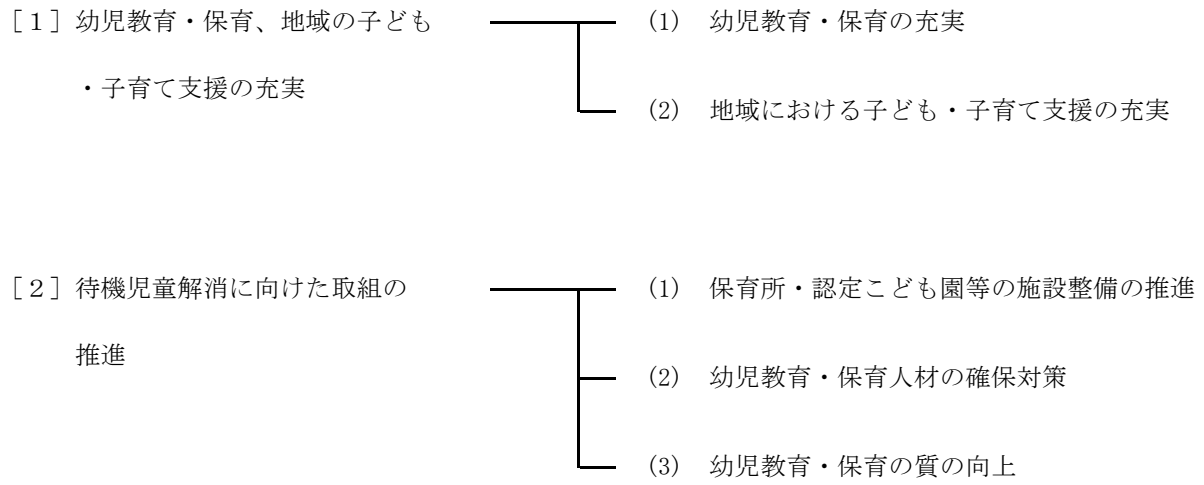 ［１］幼児教育・保育、地域の子ども
・子育て支援の充実
(1) 幼児教育・保育の充実
(2) 地域における子ども・子育て支援の充実
［２］待機児童解消に向けた取組の
推進
(1) 保育所・認定こども園等の施設整備の推進
(2) 幼児教育・保育人材の確保対策
(3) 幼児教育・保育の質の向上